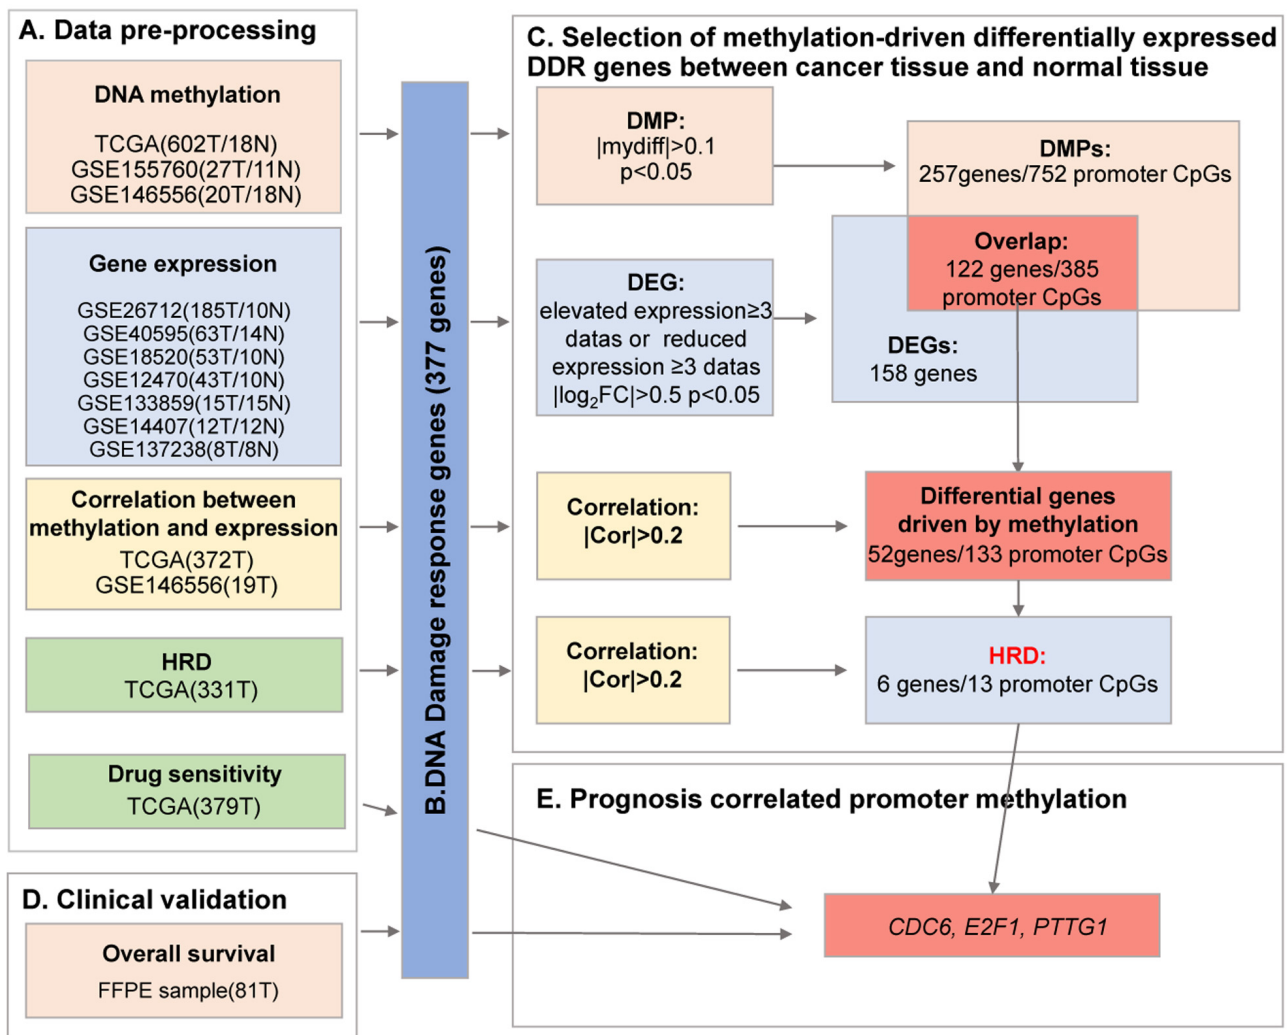 A. Data pre-processing
DNA methylation
TCGA(602T/18N)
GSE155760(27T/11N)
GSE146556(20T/18N)
Gene expression
GSE26712(185T/10N)
GSE40595(63T/14N)
GSE18520(53T/10N)
GSE12470(43T/10N)
GSE133859(15T/15N)
GSE14407(12T/12N)
GSE137238(8T/8N)
Correlation between
methylation and expression
TCGA(372T)
GSE146556(19T)
HRD
TCGA(331T)
Drug sensitivity
TCGA(379T)
D. Clinical validation
Overall survival
FFPE sample(81T)
B.DNA Damage response genes (377 genes)
C. Selection of methylation-driven differentially expressed
DDR genes between cancer tissue and normal tissue
DMP:
|mydiff|>0.1
p<0.05
DMPs:
257genes/752 promoter CpGs
Overlap:
122 genes/385
promoter CpGs
DEG:
elevated expression≥3
datas or  reduced
expression ≥3 datas
|log₂FC|>0.5 p<0.05
DEGs:
158 genes
Correlation:
|Cor|>0.2
Differential genes
driven by methylation
52genes/133 promoter CpGs
Correlation:
|Cor|>0.2
HRD:
6 genes/13 promoter CpGs
E. Prognosis correlated promoter methylation
CDC6, E2F1, PTTG1